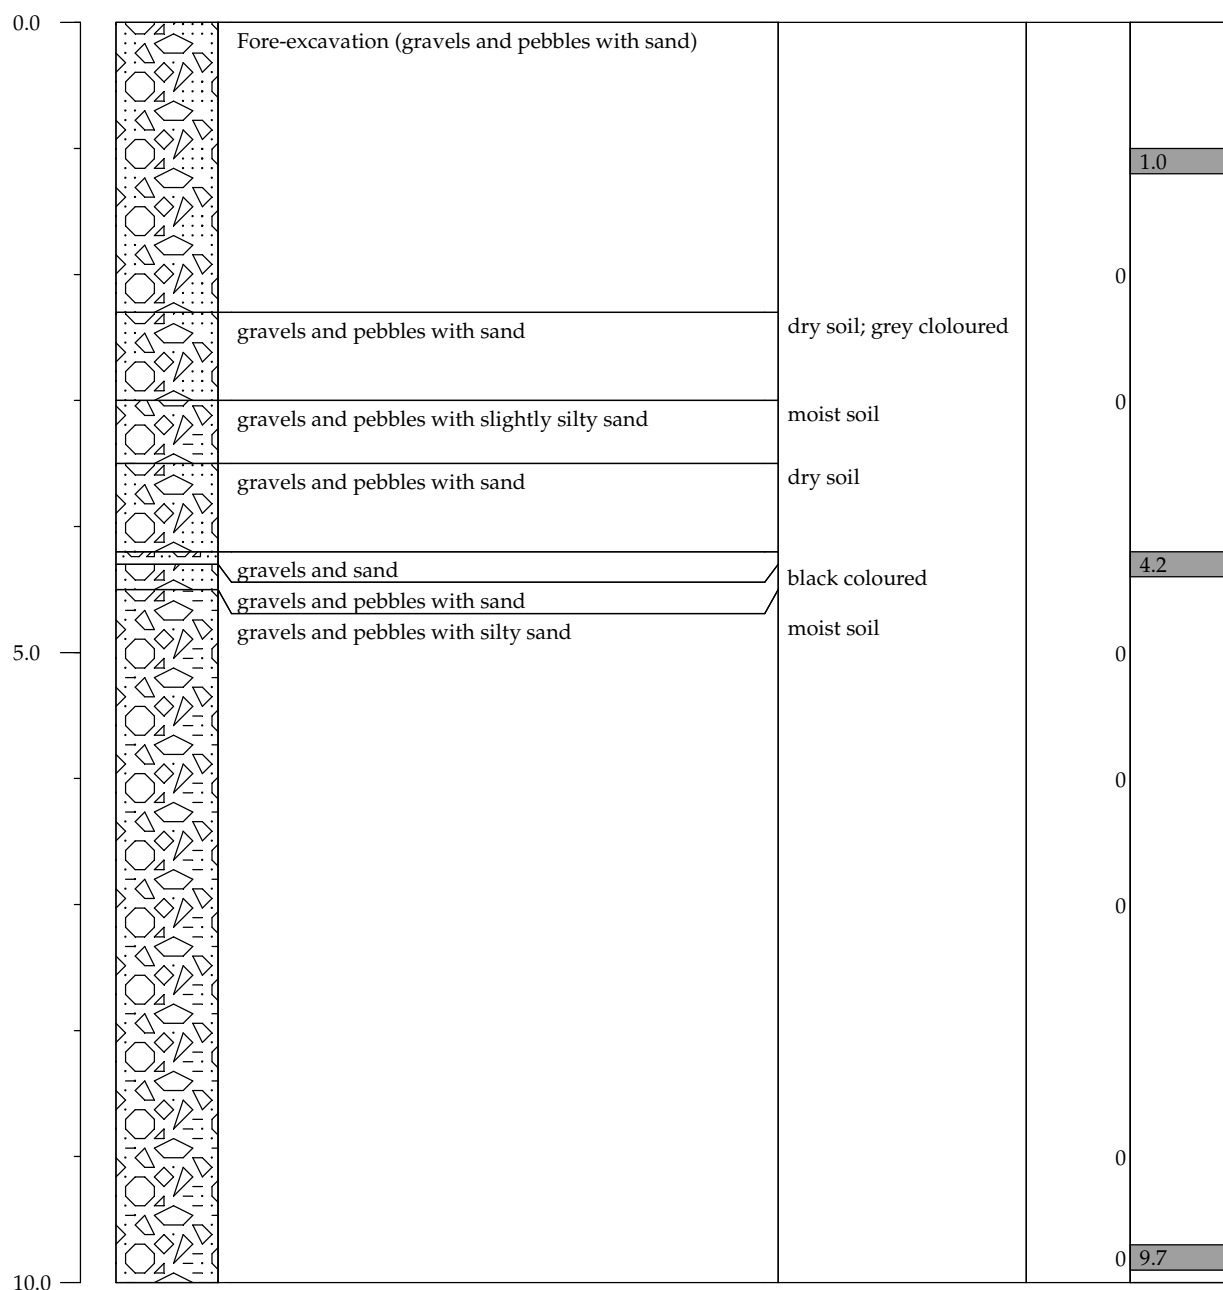 0.0
Fore-excavation (gravels and pebbles with sand)
1.0
0
dry soil; grey cloloured
gravels and pebbles with sand
0
moist soil
gravels and pebbles with slightly silty sand
dry soil
gravels and pebbles with sand
4.2
gravels and sand
black coloured
gravels and pebbles with sand
moist soil
gravels and pebbles with silty sand
5.0
0
0
0
0
0
9.7
10.0